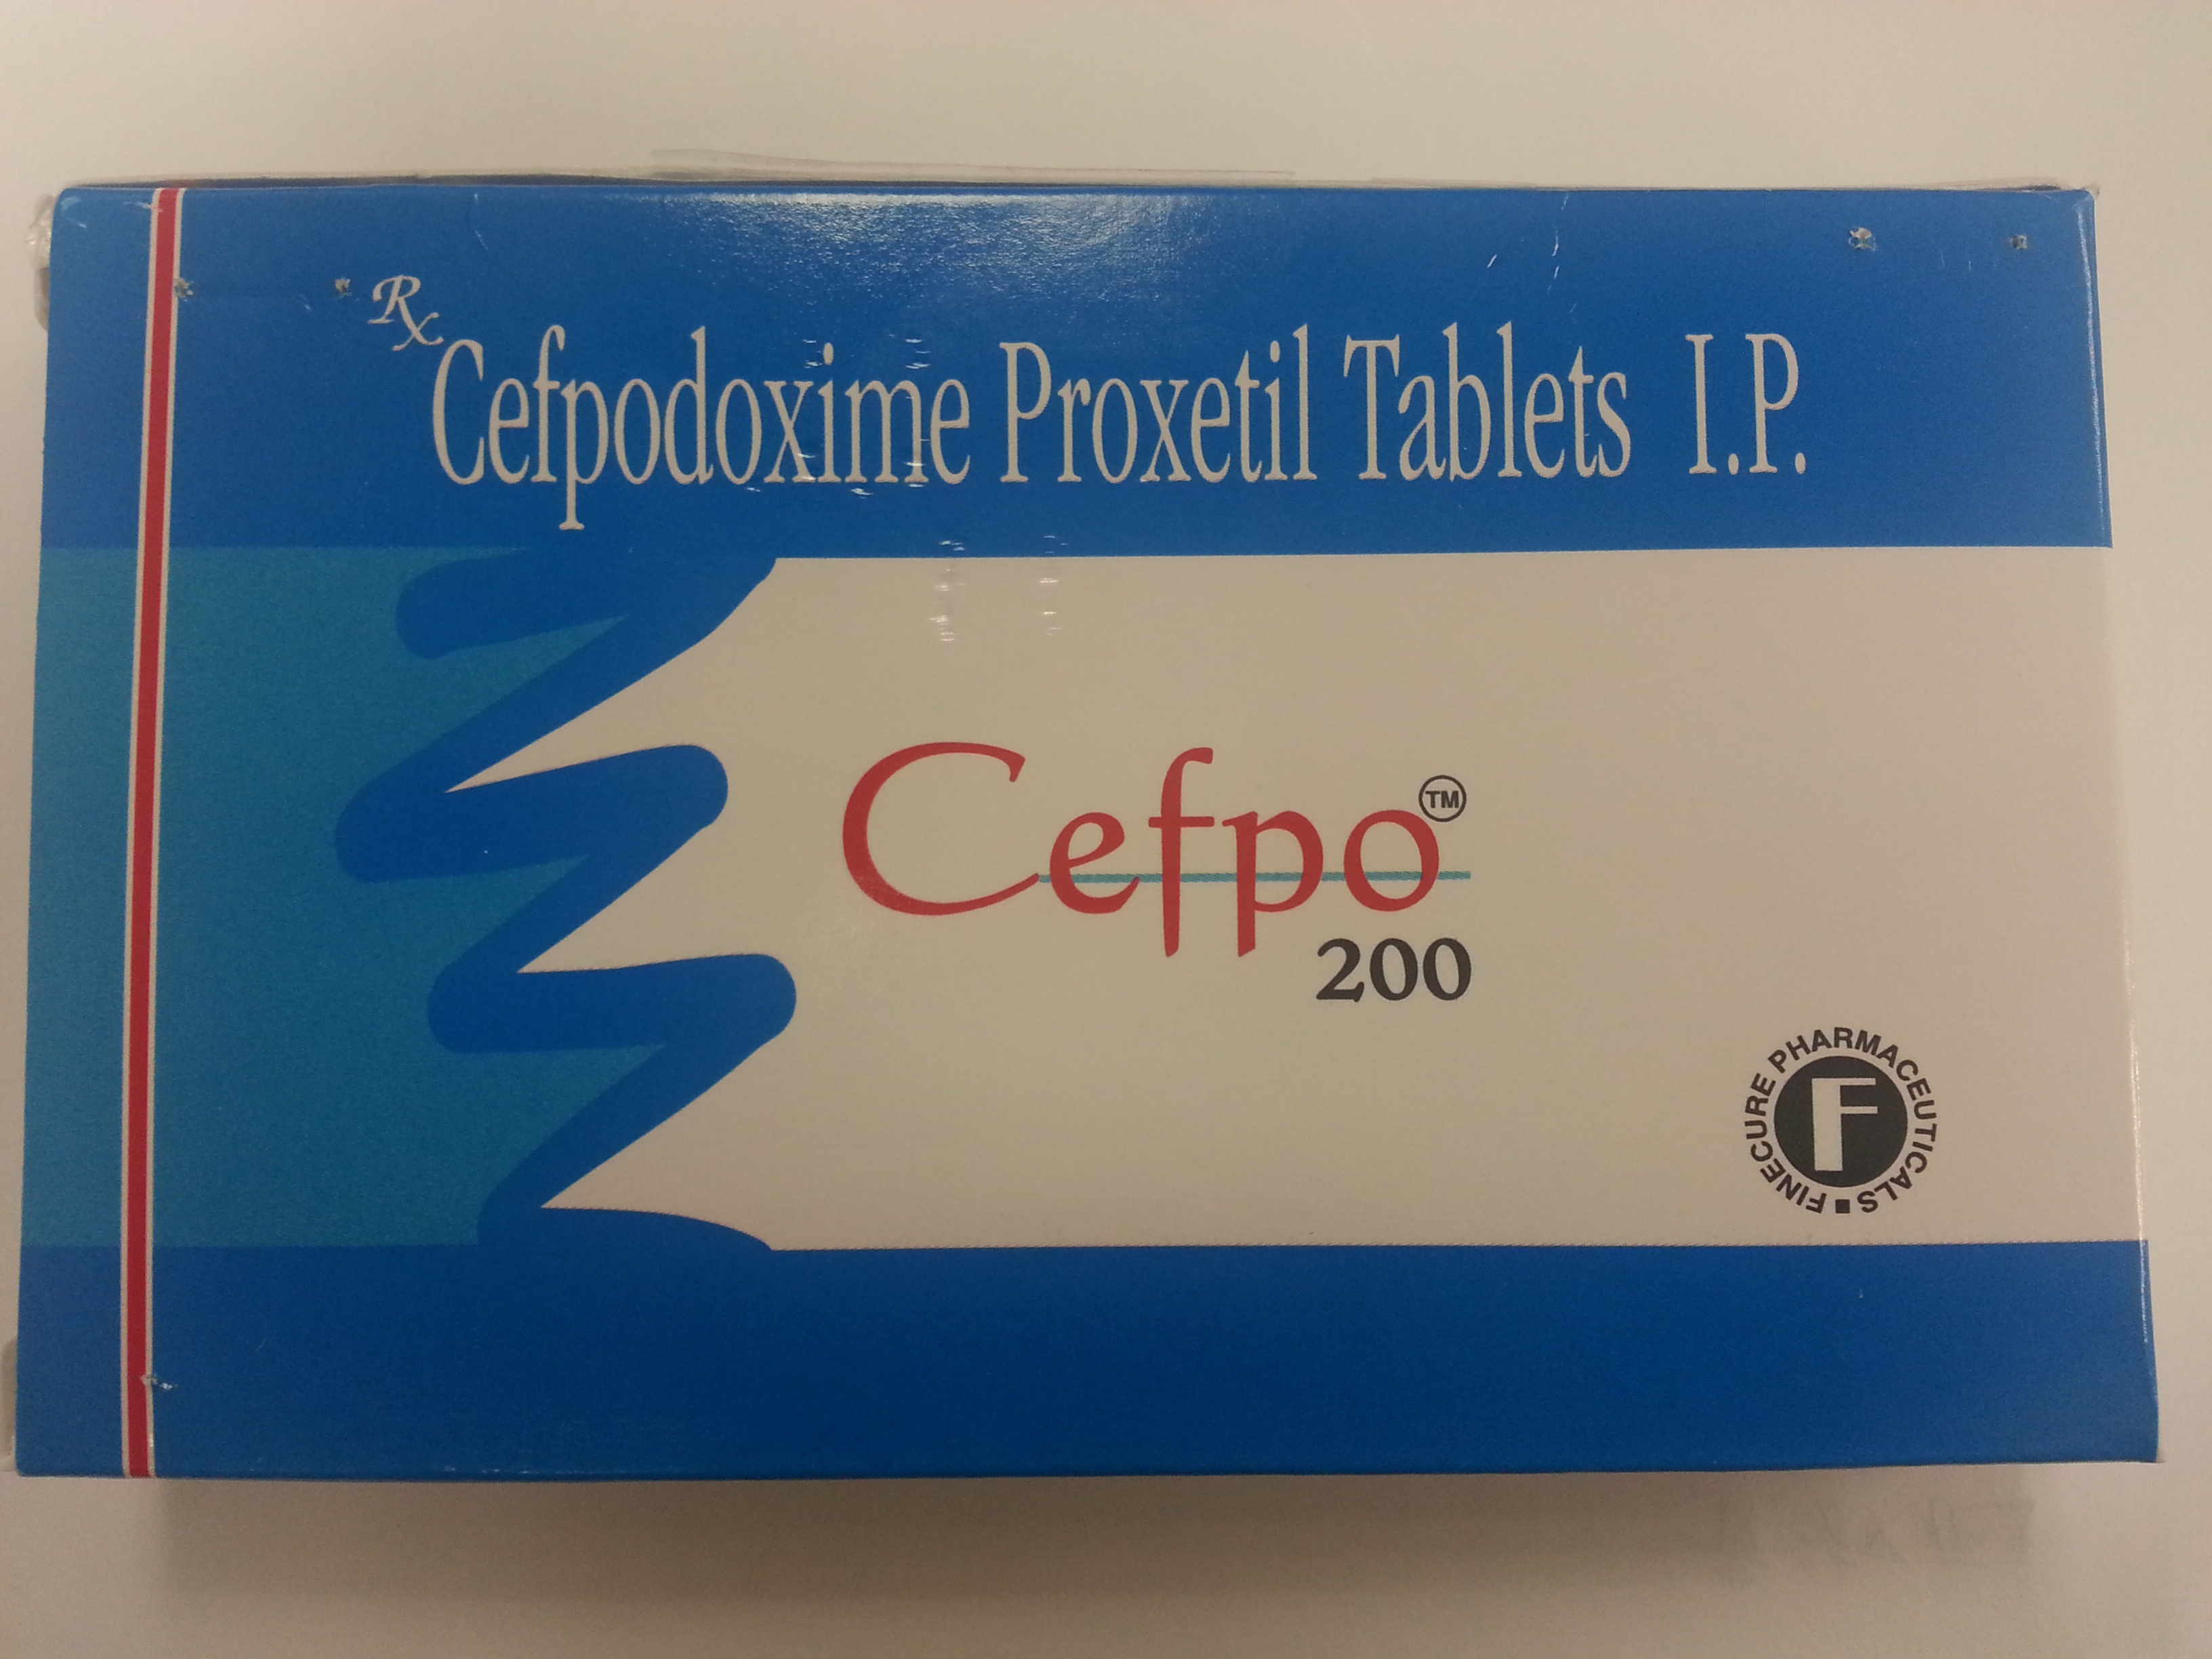 Rx
Cefpodoxime Proxetil Tablets I.P.
Cefpo™
200
FINECURE PHARMACEUTICALS ■
F